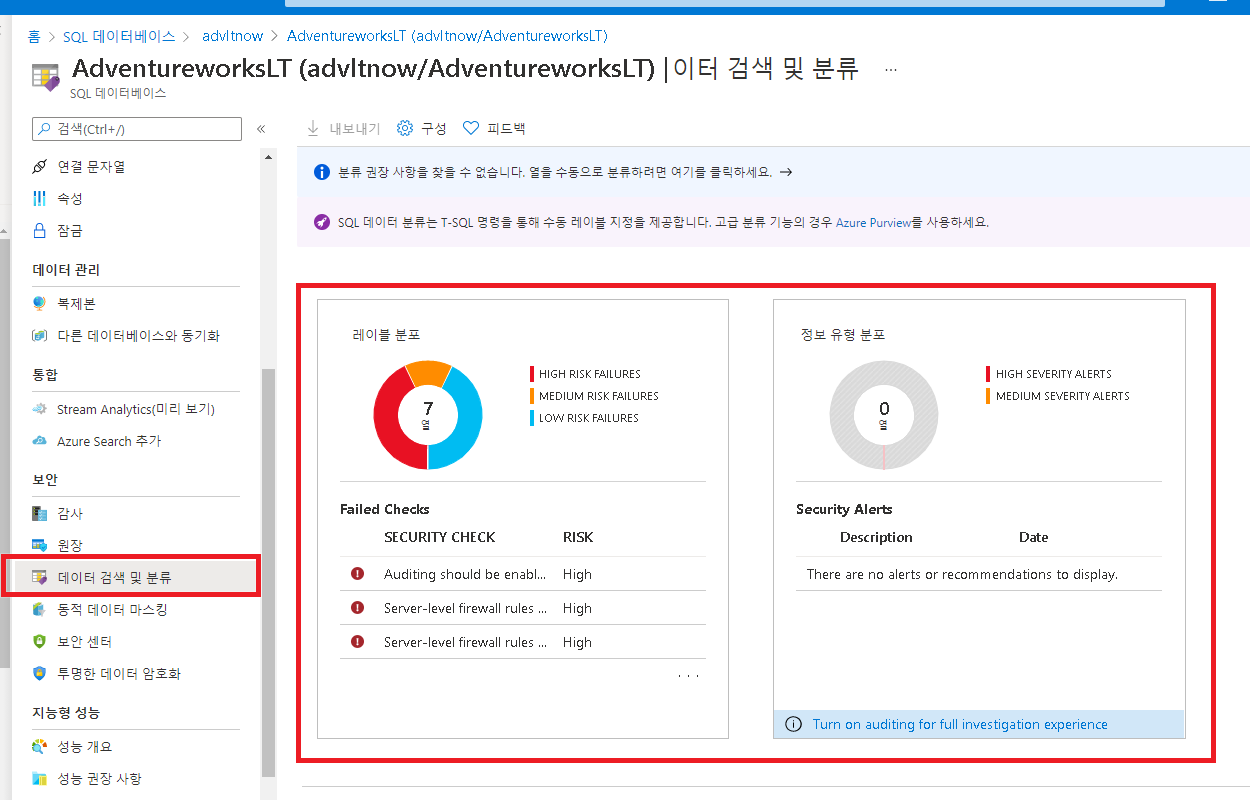 홈 > SQL 데이터베이스 > advltnow > AdventureworksLT (advltnow/AdventureworksLT)
AdventureworksLT (advltnow/AdventureworksLT) |이터 검색 및 분류 ...
SQL 데이터베이스
검색(Ctrl+/) «
연결 문자열
속성
잠금
데이터 관리
복제본
다른 데이터베이스와 동기화
통합
Stream Analytics(미리 보기)
Azure Search 추가
보안
감사
원장
데이터 검색 및 분류
동적 데이터 마스킹
보안 센터
투명한 데이터 암호화
지능형 성능
성능 개요
성능 권장 사항
내보내기 구성 피드백
분류 권장 사항을 찾을 수 없습니다. 열을 수동으로 분류하려면 여기를 클릭하세요. →
SQL 데이터 분류는 T-SQL 명령을 통해 수동 레이블 지정을 제공합니다. 고급 분류 기능의 경우 Azure Purview를 사용하세요.
레이블 분포
7
열
HIGH RISK FAILURES
MEDIUM RISK FAILURES
LOW RISK FAILURES
Failed Checks
SECURITY CHECK RISK
Auditing should be enabl... High
Server-level firewall rules ... High
Server-level firewall rules ... High
...
정보 유형 분포
0
열
HIGH SEVERITY ALERTS
MEDIUM SEVERITY ALERTS
Security Alerts
Description Date
There are no alerts or recommendations to display.
Turn on auditing for full investigation experience